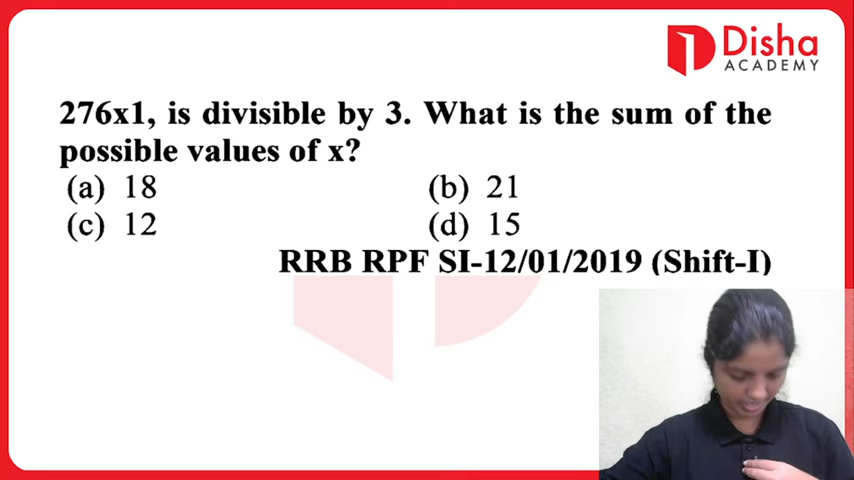 Disha
ACADEMY
276x1, is divisible by 3. What is the sum of the
possible values of x?
(a) 18 (b) 21
(c) 12 (d) 15
RRB RPF SI-12/01/2019 (Shift-I)